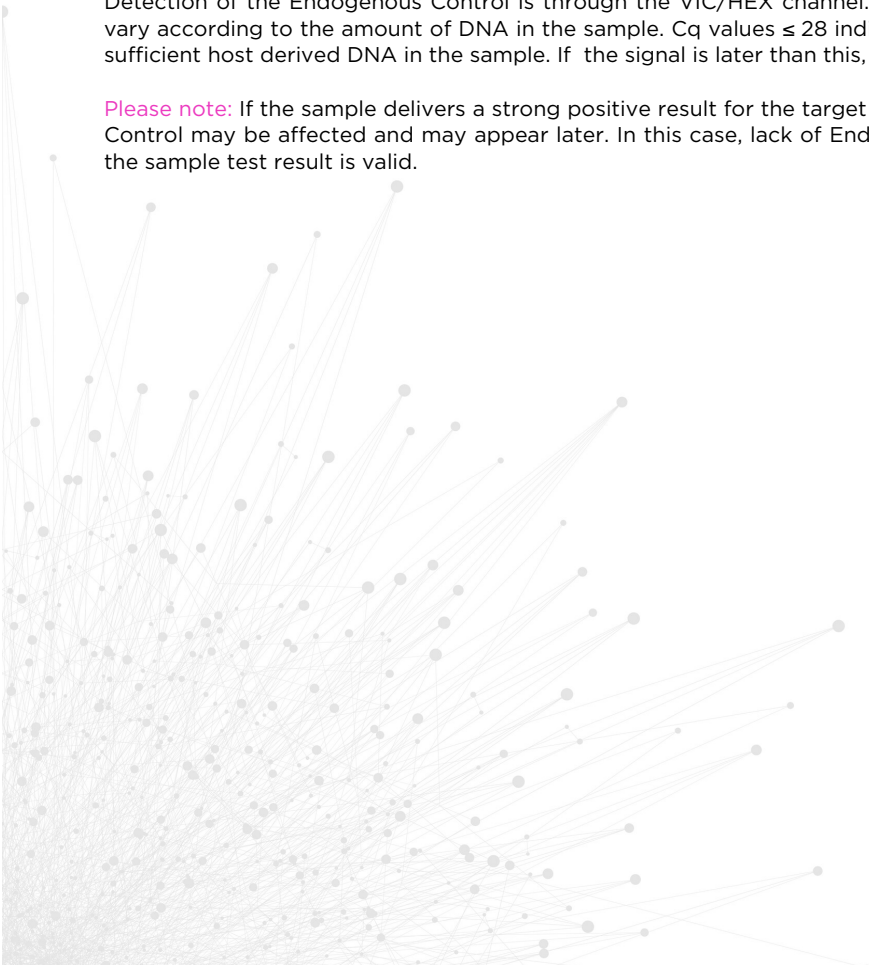 Detection of the Endogenous Control is through the VIC/HEX channel.
vary according to the amount of DNA in the sample. Cq values ≤ 28 ind
sufficient host derived DNA in the sample. If the signal is later than this,
Please note: If the sample delivers a strong positive result for the target
Control may be affected and may appear later. In this case, lack of End
the sample test result is valid.